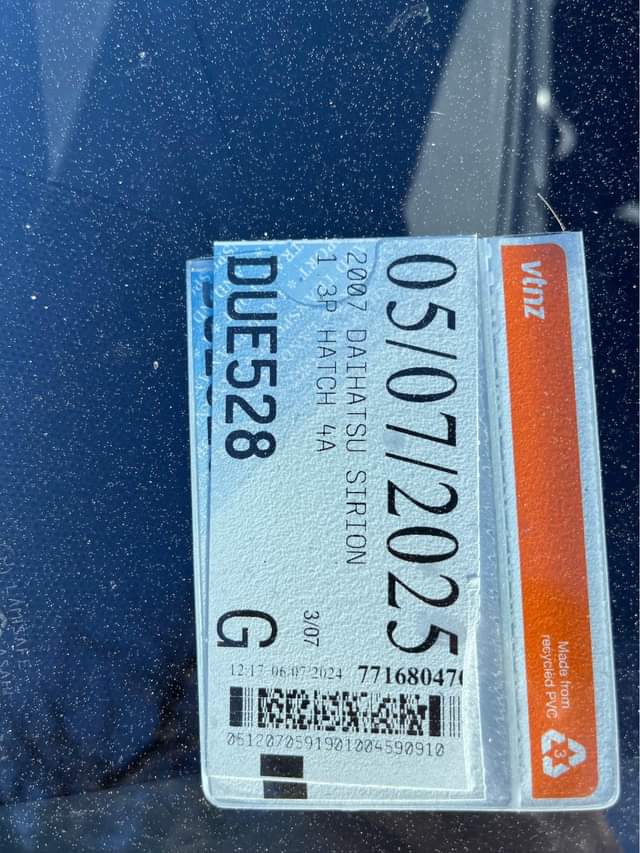 vtnz
Made from
recycled PVC
3
05/07/2025
2007 DAIHATSU SIRION
1.3P HATCH 4A
3/07
DUE528
G
12:17 06/07/2024 771680470
0512070591901004590910